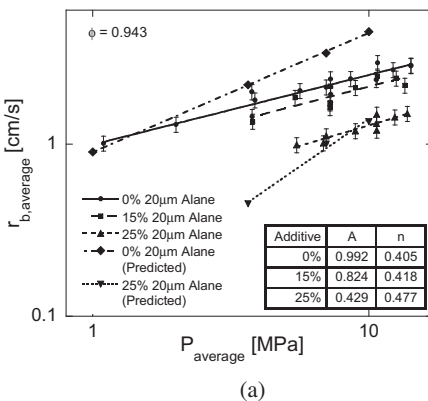 ϕ = 0.943
r_b,average [cm/s]
1
0.1
0% 20μm Alane
15% 20μm Alane
25% 20μm Alane
0% 20μm Alane
(Predicted)
25% 20μm Alane
(Predicted)
Additive A n
0% 0.992 0.405
15% 0.824 0.418
25% 0.429 0.477
1 10
P_average [MPa]
(a)